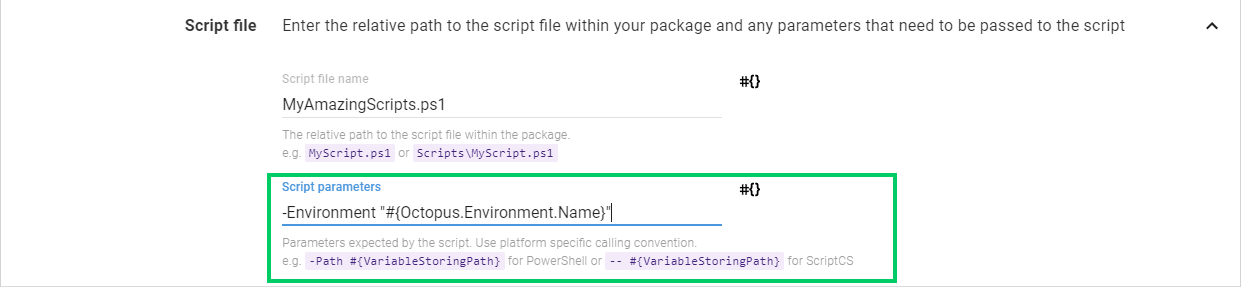 Script file Enter the relative path to the script file within your package and any parameters that need to be passed to the script
Script file name
#{}
MyAmazingScripts.ps1
The relative path to the script file within the package.
e.g. MyScript.ps1 or Scripts\MyScript.ps1
Script parameters
#{}
-Environment "#{Octopus.Environment.Name}"
Parameters expected by the script. Use platform specific calling convention.
e.g. -Path #{VariableStoringPath} for PowerShell or -- #{VariableStoringPath} for ScriptCS